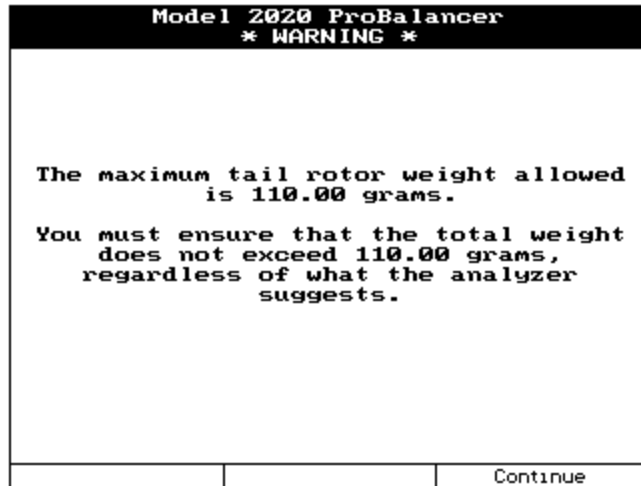 Model 2020 ProBalancer
* WARNING *
The maximum tail rotor weight allowed
is 110.00 grams.
You must ensure that the total weight
does not exceed 110.00 grams,
regardless of what the analyzer
suggests.
Continue